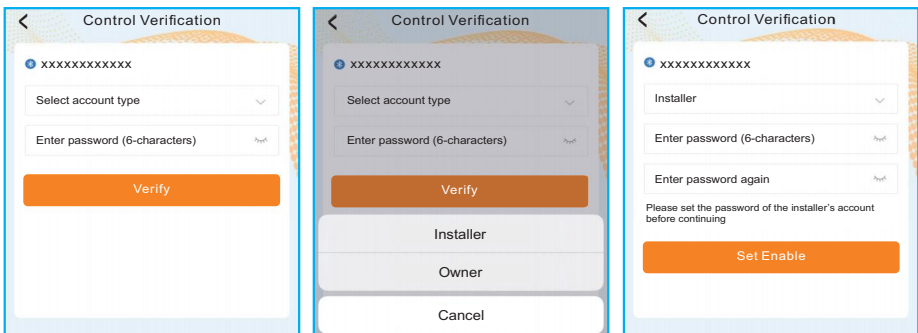 Control Verification
xxxxxxxxxxxx
Select account type
Enter password (6-characters)
Verify
Control Verification
xxxxxxxxxxxx
Select account type
Enter password (6-characters)
Verify
Installer
Owner
Cancel
Control Verification
xxxxxxxxxxxx
Installer
Enter password (6-characters)
Enter password again
Please set the password of the installer's account
before continuing
Set Enable